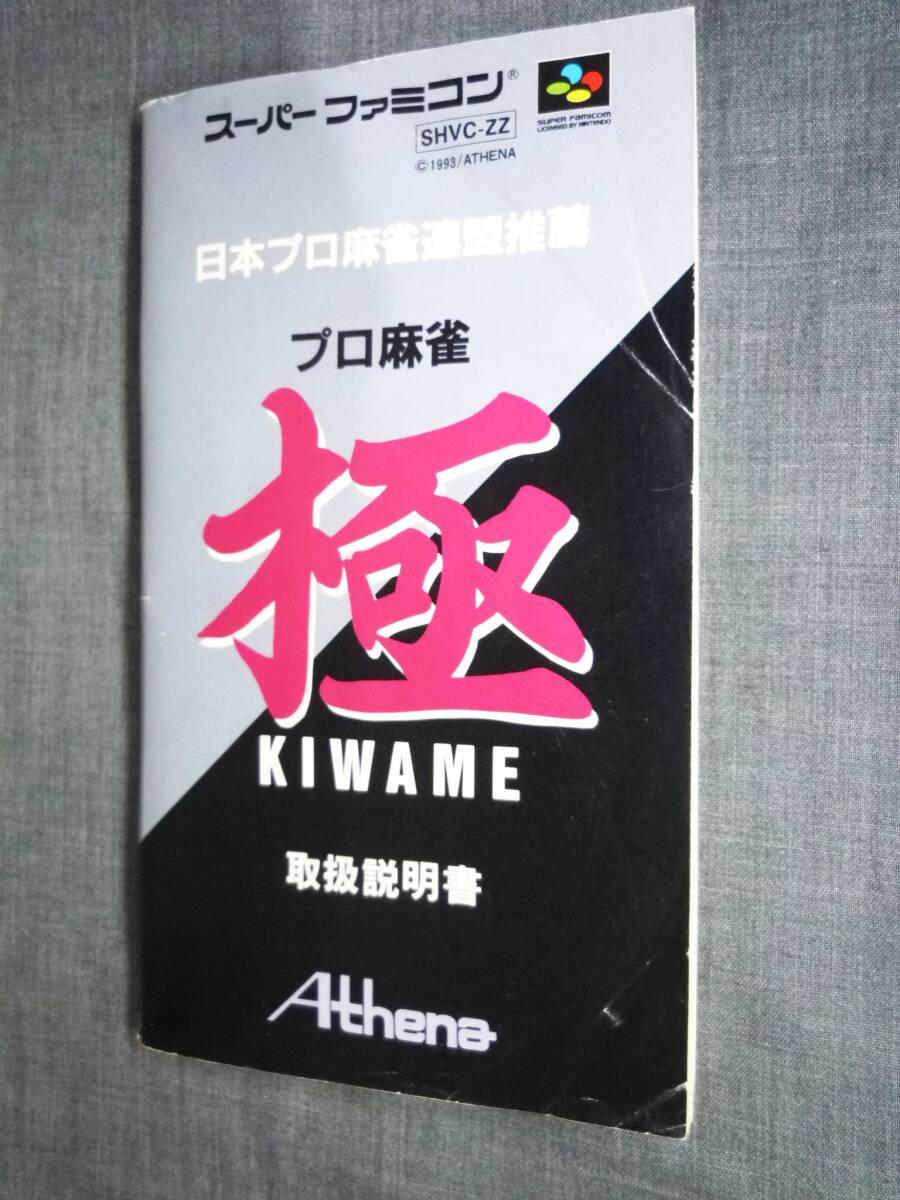 スーパーファミコン®
SHVC-ZZ
©1993/ATHENA
SUPER FAMICOM
LICENSED BY NINTENDO
日本プロ麻雀連盟推薦
プロ麻雀
極
KIWAME
取扱説明書
Athena